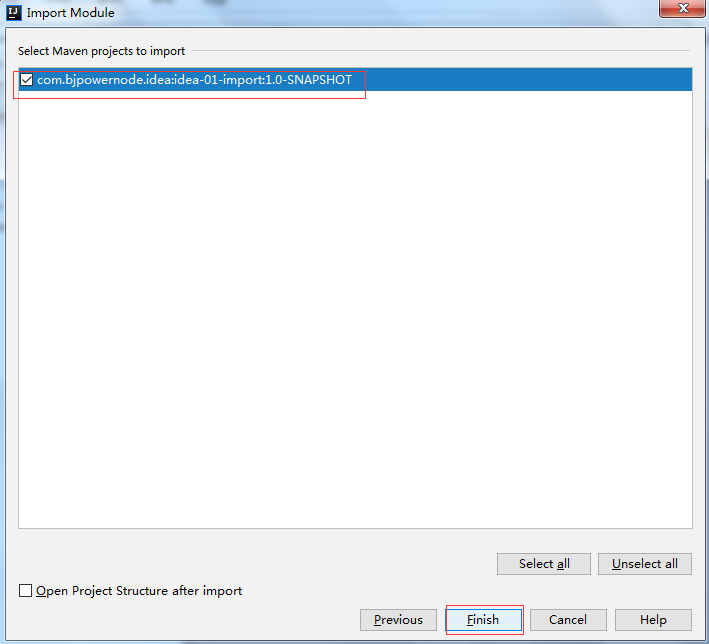 IJ Import Module
Select Maven projects to import
com.bjpowernode.idea:idea-01-import:1.0-SNAPSHOT
Select all Unselect all
Open Project Structure after import
Previous Finish Cancel Help